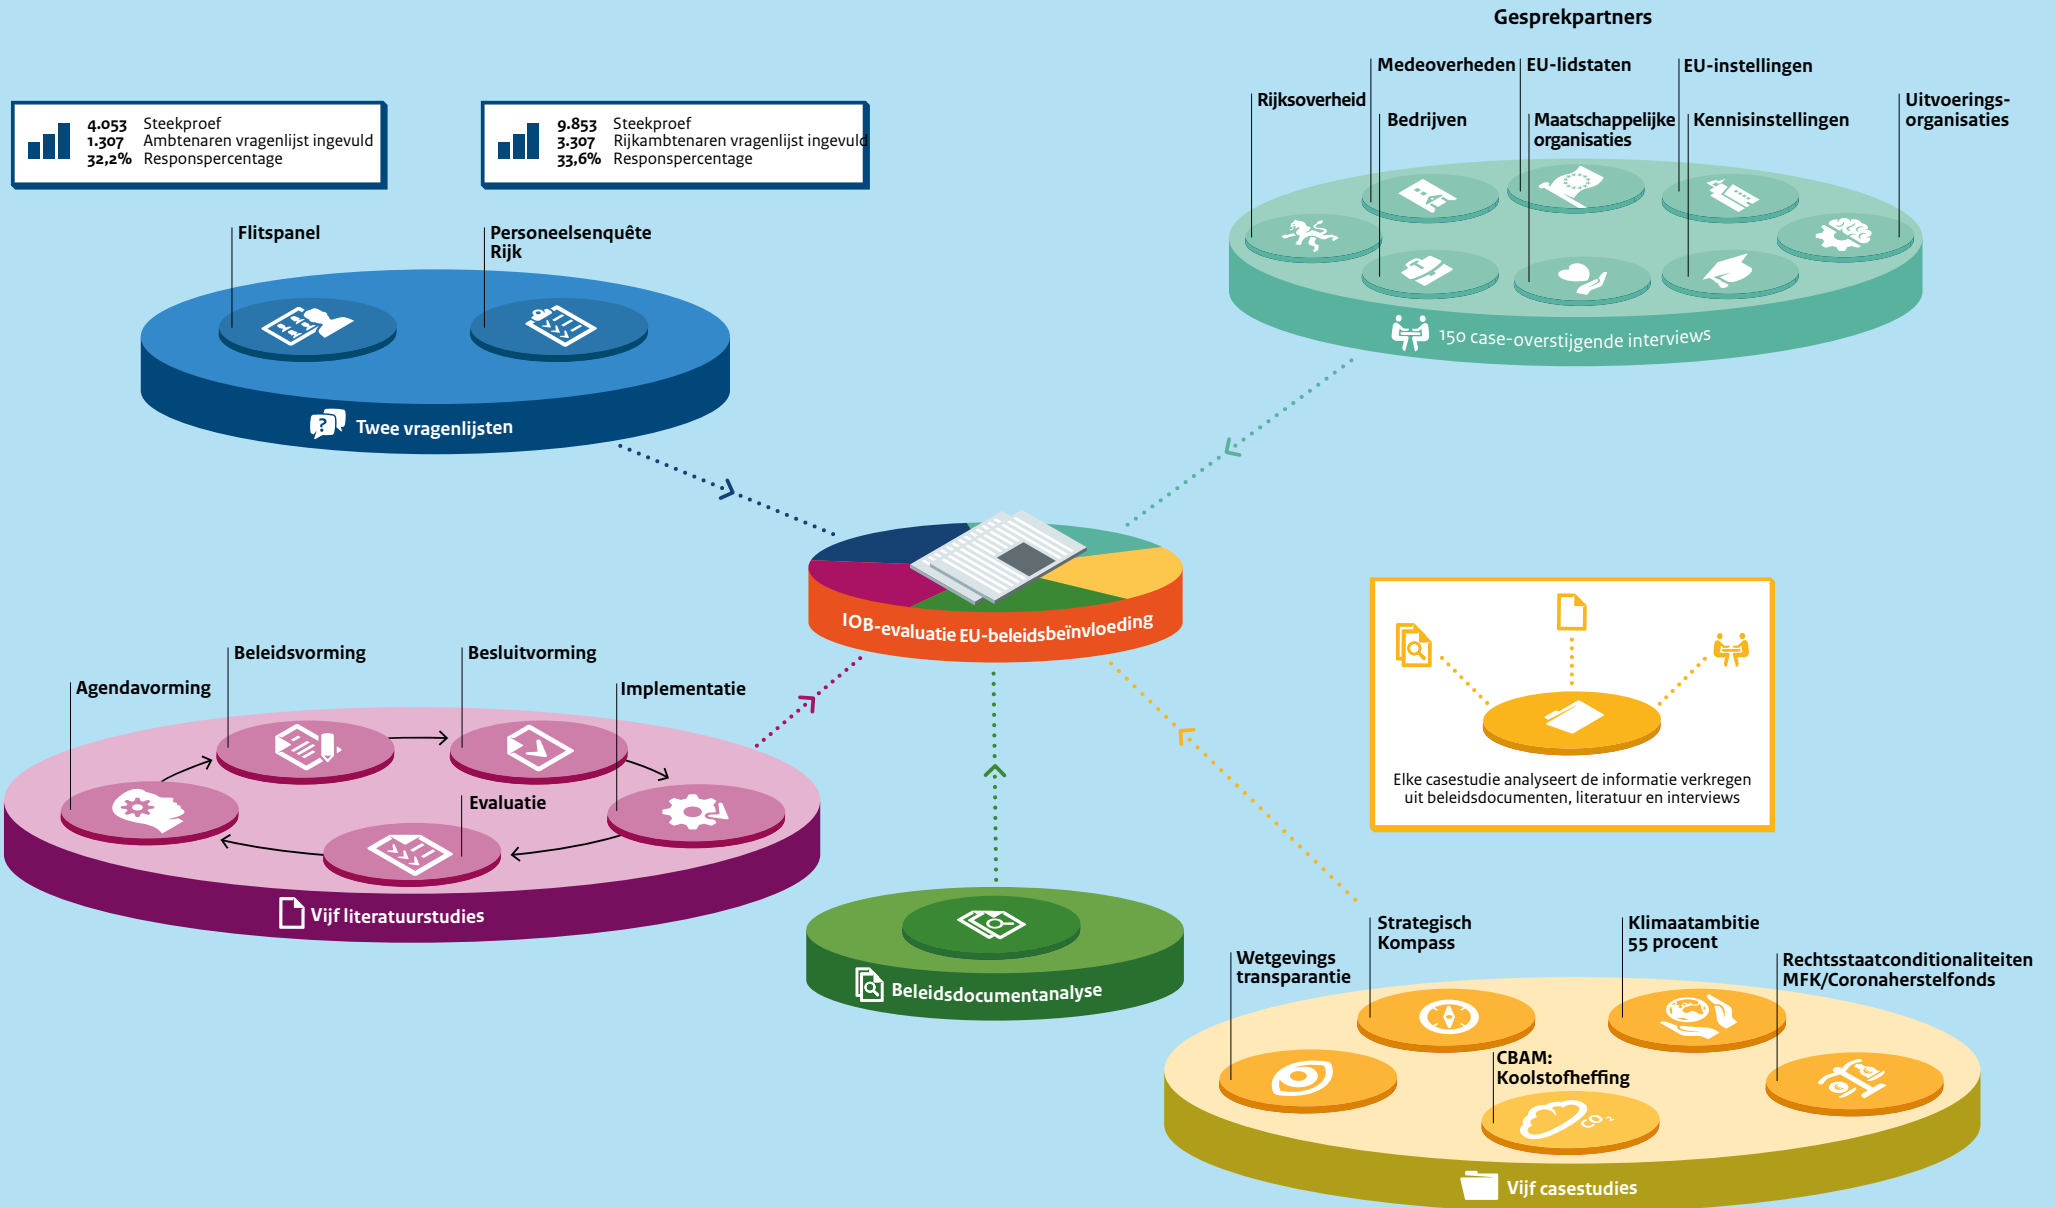 Gesprekpartners
Medeoverheden
EU-lidstaten
EU-instellingen
Rijksoverheid
Bedrijven
Maatschappelijke
organisaties
Kennisinstellingen
Uitvoerings-
organisaties
150 case-overstijgende interviews
4.053 Steekproef
1.307 Ambtenaren vragenlijst ingevuld
32,2% Responspercentage
9.853 Steekproef
3.307 Rijkambtenaren vragenlijst ingevuld
33,6% Responspercentage
Flitspanel
Personeelsenquête
Rijk
?
Twee vragenlijsten
IOB-evaluatie EU-beleidsbeïnvloeding
Agendavorming
Beleidsvorming
Besluitvorming
Implementatie
Evaluatie
Vijf literatuurstudies
Beleidsdocumentanalyse
Elke casestudie analyseert de informatie verkregen
uit beleidsdocumenten, literatuur en interviews
Wetgevings
transparantie
Strategisch
Kompass
Klimaatambitie
55 procent
Rechtsstaatconditionaliteiten
MFK/Coronaherstelfonds
CBAM:
Koolstofheffing
CO2
Vijf casestudies